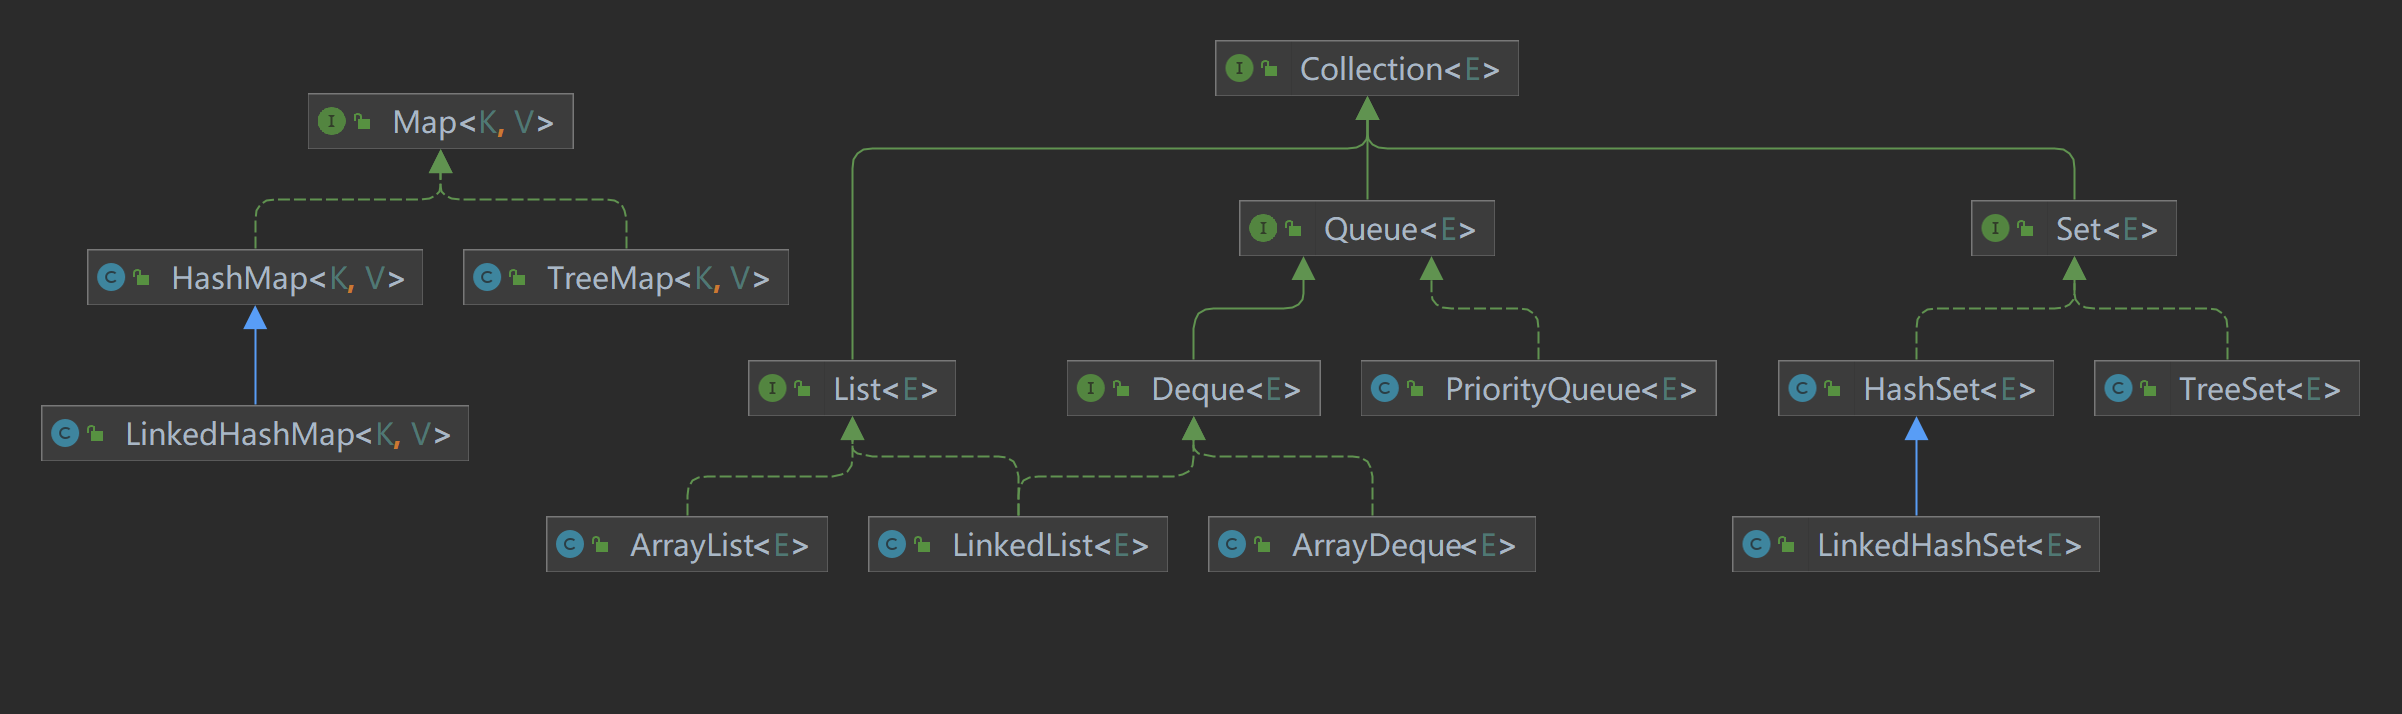 I Collection<E>
I Map<K, V>
I Queue<E>
I Set<E>
C HashMap<K, V>
C TreeMap<K, V>
I List<E>
I Deque<E>
C PriorityQueue<E>
C HashSet<E>
C TreeSet<E>
C LinkedHashMap<K, V>
C ArrayList<E>
C LinkedList<E>
C ArrayDeque<E>
C LinkedHashSet<E>